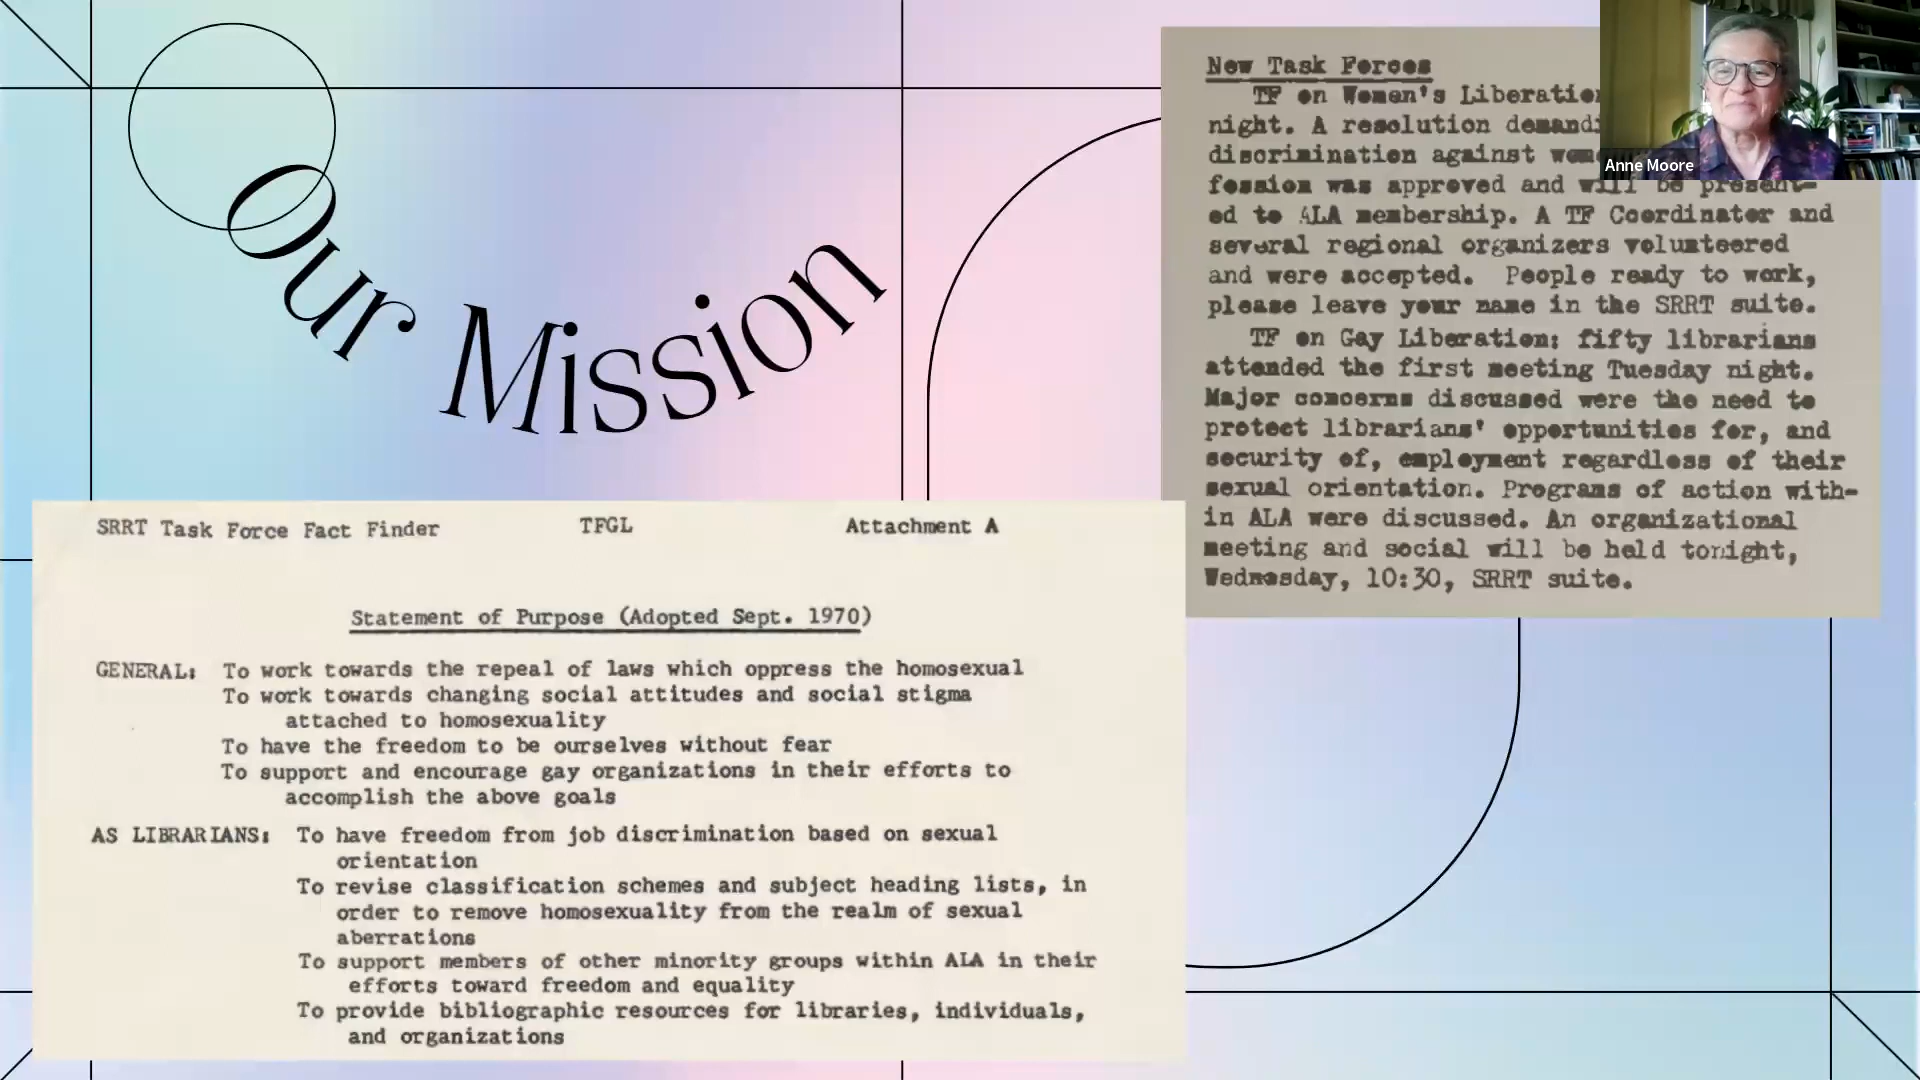 Our Mission
New Task Forces
TF on Women's Liberation
night. A resolution demandi
discrimination against wom
fession was approved and will be present-
ed to ALA membership. A TF Coordinator and
several regional organizers volunteered
and were accepted. People ready to work,
please leave your name in the SRRT suite.
TF on Gay Liberation: fifty librarians
attended the first meeting Tuesday night.
Major concerns discussed were the need to
protect librarians' opportunities for, and
security of, employment regardless of their
sexual orientation. Programs of action with-
in ALA were discussed. An organizational
meeting and social will be held tonight,
Wednesday, 10:30, SRRT suite.
Anne Moore
SRRT Task Force Fact Finder TFGL Attachment A
Statement of Purpose (Adopted Sept. 1970)
GENERAL: To work towards the repeal of laws which oppress the homosexual
To work towards changing social attitudes and social stigma
attached to homosexuality
To have the freedom to be ourselves without fear
To support and encourage gay organizations in their efforts to
accomplish the above goals
AS LIBRARIANS: To have freedom from job discrimination based on sexual
orientation
To revise classification schemes and subject heading lists, in
order to remove homosexuality from the realm of sexual
aberrations
To support members of other minority groups within ALA in their
efforts toward freedom and equality
To provide bibliographic resources for libraries, individuals,
and organizations